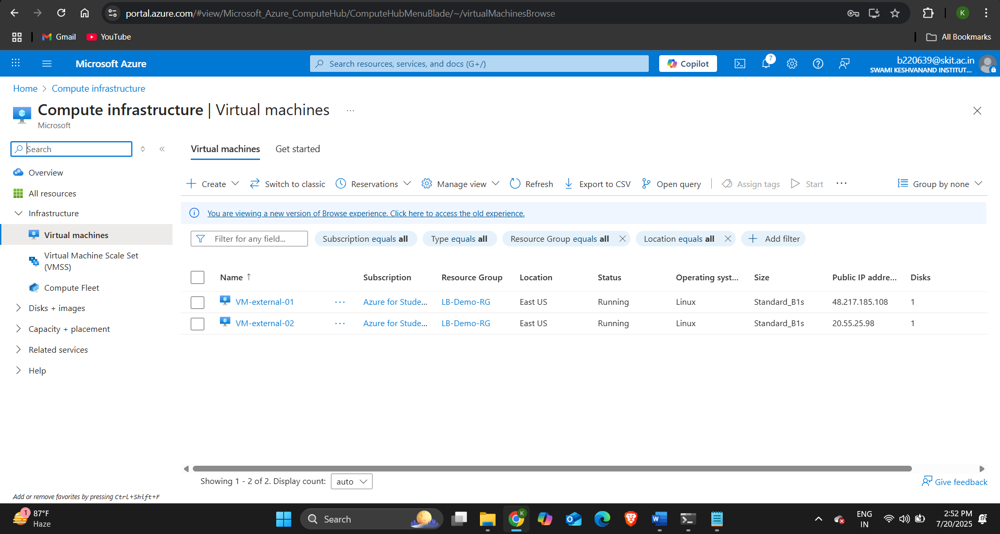 portal.azure.com/#view/Microsoft_Azure_ComputeHub/ComputeHubMenuBlade/~/virtualMachinesBrowse
K
Gmail
YouTube
All Bookmarks
Microsoft Azure
Search resources, services, and docs (G+/)
Copilot
7
b220639@skit.ac.in
SWAMI KESHVANAND INSTITUT...
Home > Compute infrastructure
Compute infrastructure | Virtual machines
...
Microsoft
Search
Overview
All resources
Infrastructure
Virtual machines
Virtual Machine Scale Set
(VMSS)
Compute Fleet
Disks + images
Capacity + placement
Related services
Help
Add or remove favorites by pressing Ctrl+Shift+F
Virtual machines Get started
Create Switch to classic Reservations Manage view Refresh Export to CSV Open query Assign tags Start ... Group by none
You are viewing a new version of Browse experience. Click here to access the old experience.
Filter for any field... Subscription equals all Type equals all Resource Group equals all Location equals all Add filter
Name ↑ Subscription Resource Group Location Status Operating syst... Size Public IP addre... Disks
VM-external-01 ... Azure for Stude... LB-Demo-RG East US Running Linux Standard_B1s 48.217.185.108 1
VM-external-02 ... Azure for Stude... LB-Demo-RG East US Running Linux Standard_B1s 20.55.25.98 1
Showing 1 - 2 of 2. Display count: auto
Give feedback
1
87°F
Haze
Search
K
ENG
IN
2:52 PM
7/20/2025